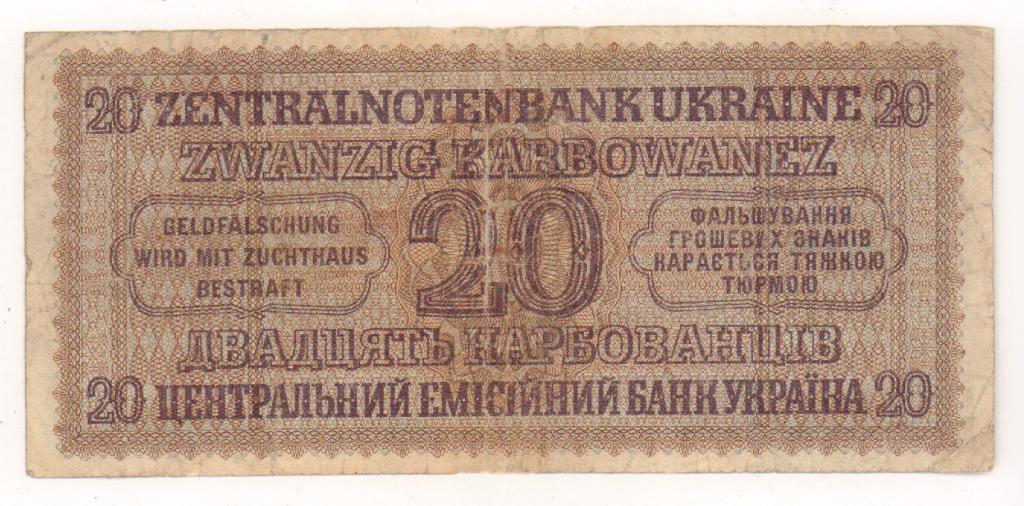 20 ZENTRALNOTENBANK UKRAINE 20
ZWANZIG KARBOWANEZ
GELDFÄLSCHUNG
WIRD MIT ZUCHTHAUS
BESTRAFT
20
ФАЛЬШУВАННЯ
ГРОШЕВИХ ЗНАКІВ
КАРАЄТЬСЯ ТЯЖКОЮ
ТЮРМОЮ
ДВАДЦЯТЬ КАРБОВАНЦІВ
20 ЦЕНТРАЛЬНИЙ ЕМІСІЙНИЙ БАНК УКРАЇНА 20